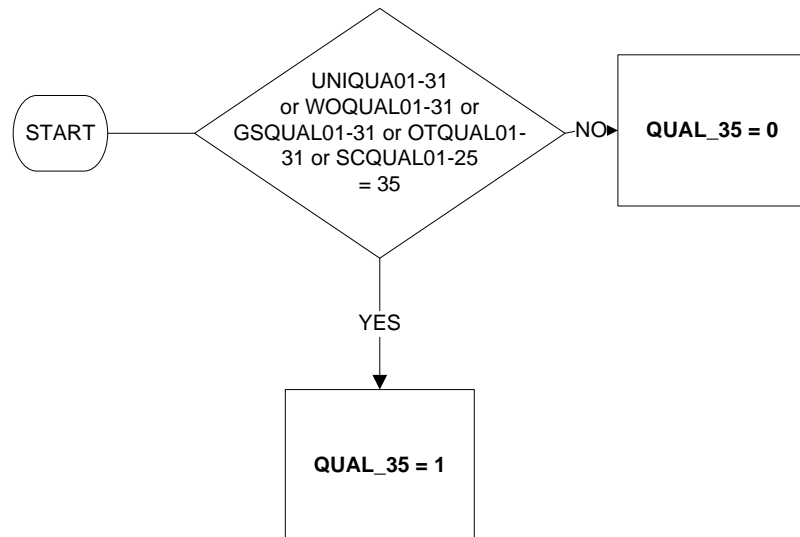 START
UNIQUA01-31
or WOQUAL01-31 or
GSQUAL01-31 or OTQUAL01-
31 or SCQUAL01-25
= 35
NO
QUAL_35 = 0
YES
QUAL_35 = 1